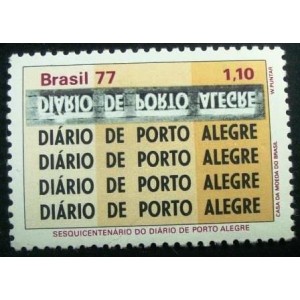 Brasil 77 1,10
DIÁRIO DE PORTO ALEGRE
DIÁRIO DE PORTO ALEGRE
DIÁRIO DE PORTO ALEGRE
DIÁRIO DE PORTO ALEGRE
DIÁRIO DE PORTO ALEGRE
SESQUICENTENÁRIO DO DIÁRIO DE PORTO ALEGRE
W.PUNTAR
CASA DA MOEDA DO BRASIL